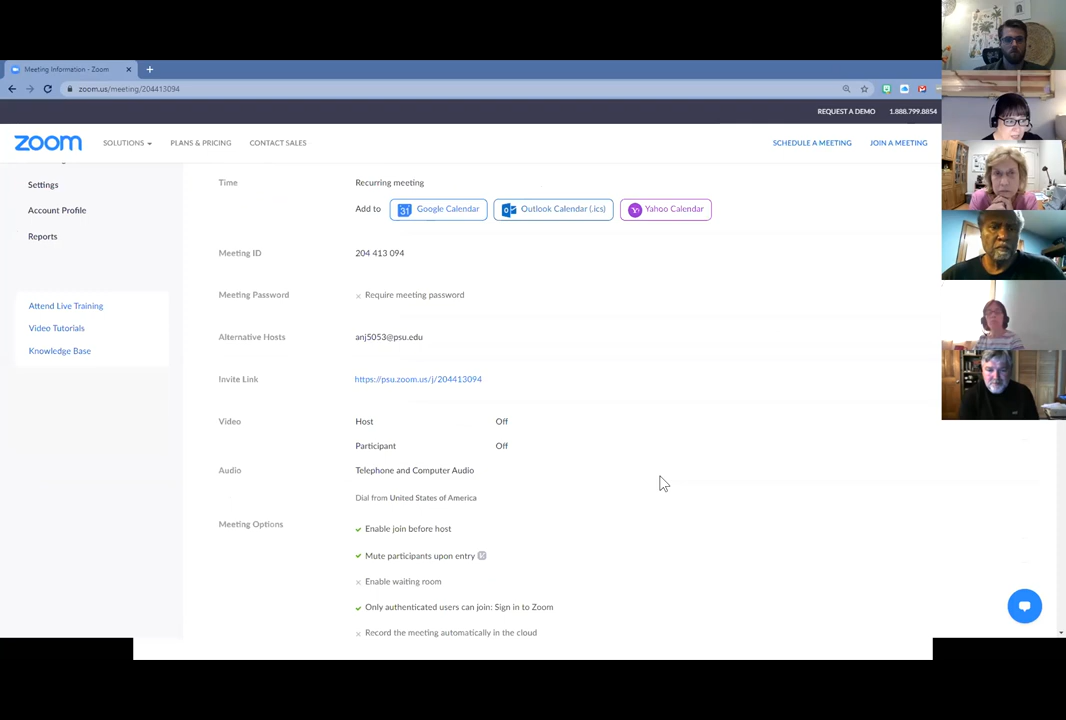 Meeting Information - Zoom
zoom.us/meeting/204413094
REQUEST A DEMO 1.888.799.8854
zoom SOLUTIONS PLANS & PRICING CONTACT SALES SCHEDULE A MEETING JOIN A MEETING
Settings
Account Profile
Reports
Attend Live Training
Video Tutorials
Knowledge Base
Time Recurring meeting
Add to 31 Google Calendar Outlook Calendar (.ics) Yahoo Calendar
Meeting ID 204 413 094
Meeting Password Require meeting password
Alternative Hosts anj5053@psu.edu
Invite Link https://psu.zoom.us/j/204413094
Video Host Off
Participant Off
Audio Telephone and Computer Audio
Dial from United States of America
Meeting Options Enable join before host
Mute participants upon entry
Enable waiting room
Only authenticated users can join: Sign in to Zoom
Record the meeting automatically in the cloud